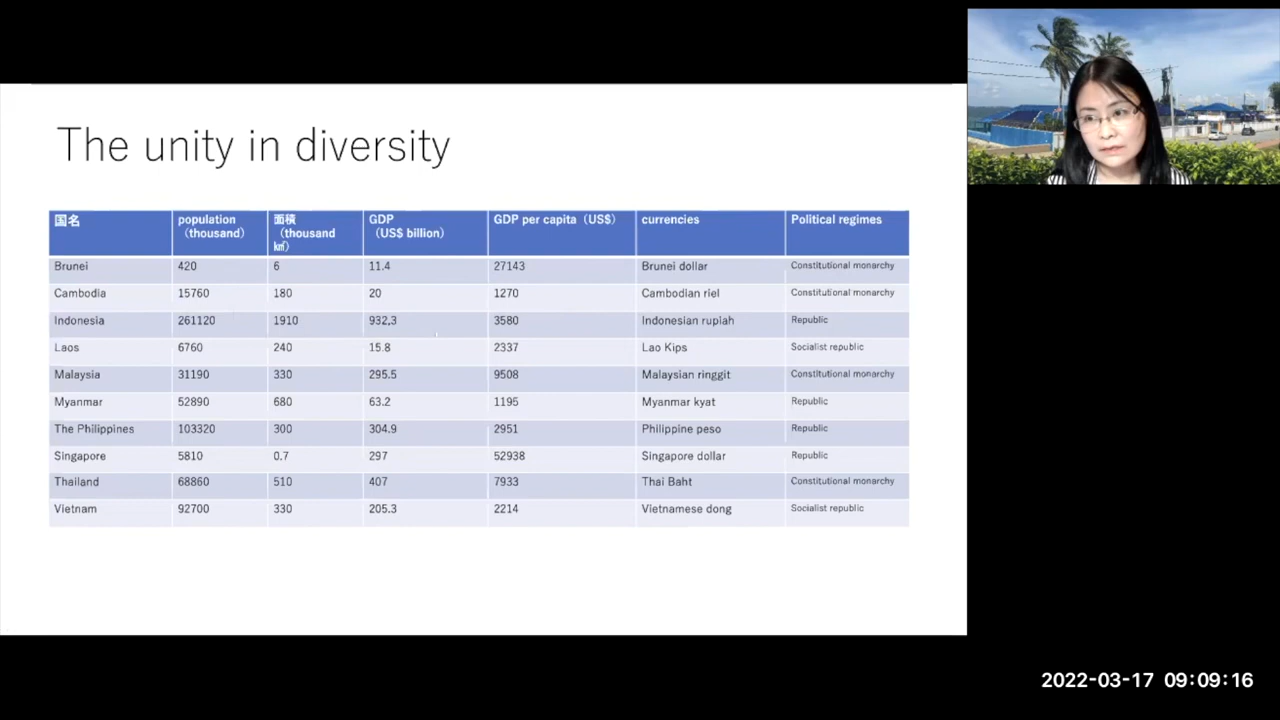 The unity in diversity
国名 population （thousand） 面積 （thousand ㎢） GDP （US$ billion） GDP per capita（US$） currencies Political regimes
Brunei 420 6 11.4 27143 Brunei dollar Constitutional monarchy
Cambodia 15760 180 20 1270 Cambodian riel Constitutional monarchy
Indonesia 261120 1910 932,3 3580 Indonesian rupiah Republic
Laos 6760 240 15.8 2337 Lao Kips Socialist republic
Malaysia 31190 330 295.5 9508 Malaysian ringgit Constitutional monarchy
Myanmar 52890 680 63.2 1195 Myanmar kyat Republic
The Philippines 103320 300 304.9 2951 Philippine peso Republic
Singapore 5810 0.7 297 52938 Singapore dollar Republic
Thailand 68860 510 407 7933 Thai Baht Constitutional monarchy
Vietnam 92700 330 205.3 2214 Vietnamese dong Socialist republic
2022-03-17 09:09:16